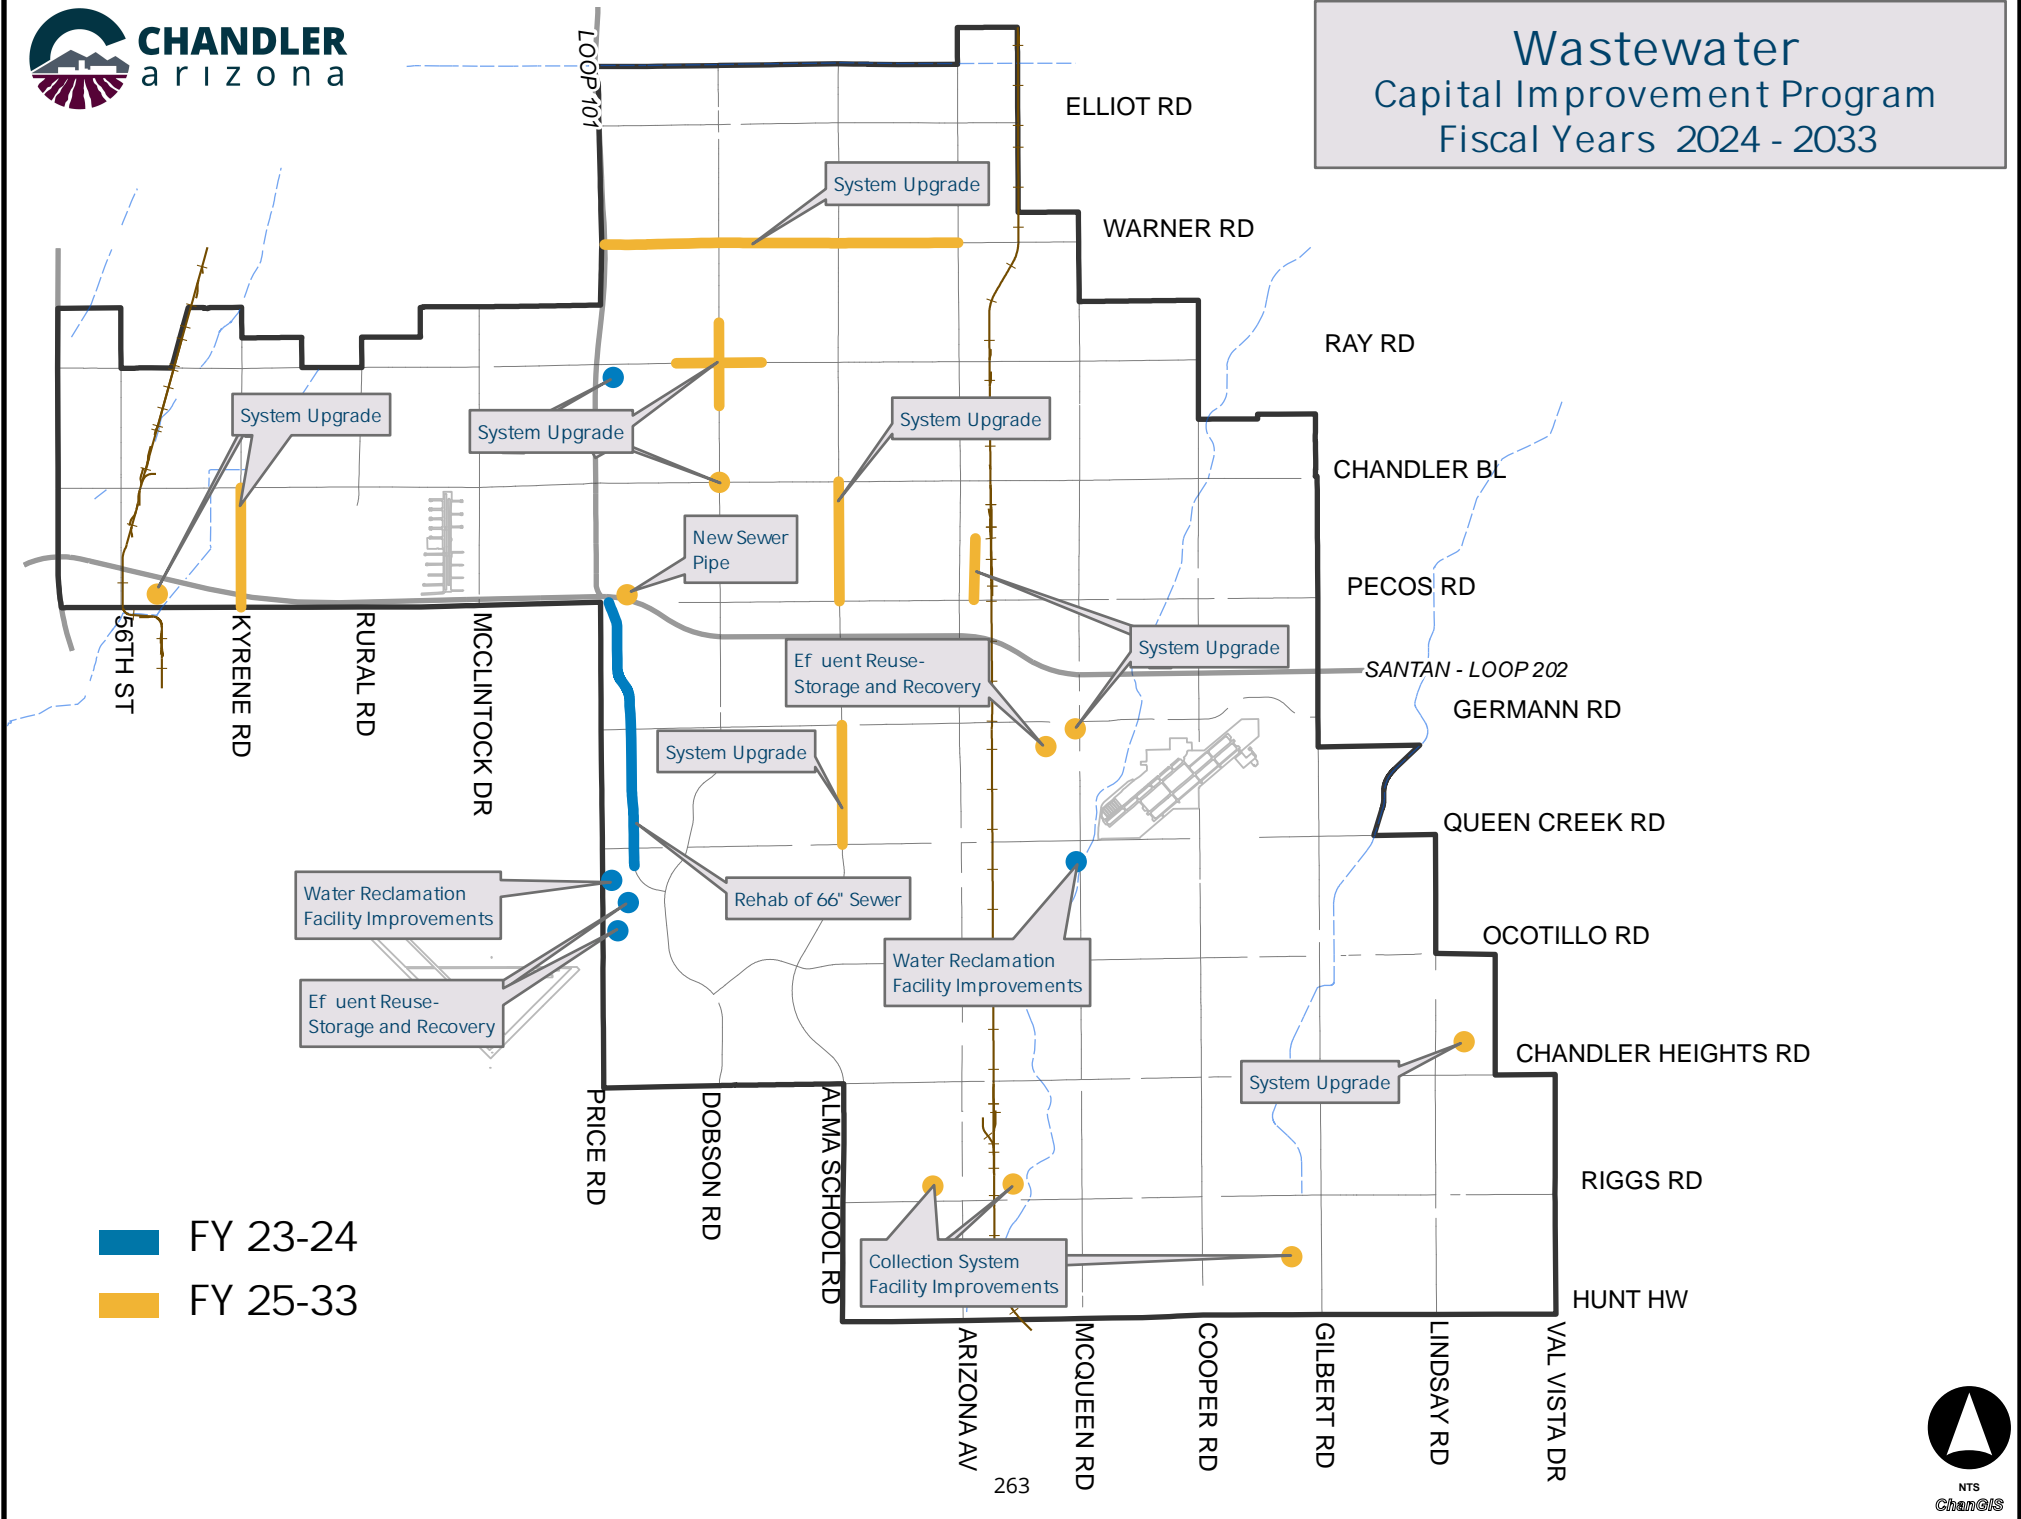 CHANDLER
arizona
Wastewater
Capital Improvement Program
Fiscal Years 2024 - 2033
LOOP 101
ELLIOT RD
System Upgrade
WARNER RD
RAY RD
System Upgrade
System Upgrade
System Upgrade
CHANDLER BL
New Sewer
Pipe
PECOS RD
System Upgrade
Ef uent Reuse-
Storage and Recovery
SANTAN - LOOP 202
GERMANN RD
56TH ST
KYRENE RD
RURAL RD
MCCLINTOCK DR
System Upgrade
QUEEN CREEK RD
Water Reclamation
Facility Improvements
Rehab of 66" Sewer
OCOTILLO RD
Water Reclamation
Facility Improvements
Ef uent Reuse-
Storage and Recovery
CHANDLER HEIGHTS RD
System Upgrade
PRICE RD
DOBSON RD
ALMA SCHOOL RD
RIGGS RD
Collection System
Facility Improvements
FY 23-24
FY 25-33
HUNT HW
ARIZONA AV
MCQUEEN RD
COOPER RD
GILBERT RD
LINDSAY RD
VAL VISTA DR
263
NTS
ChanGIS